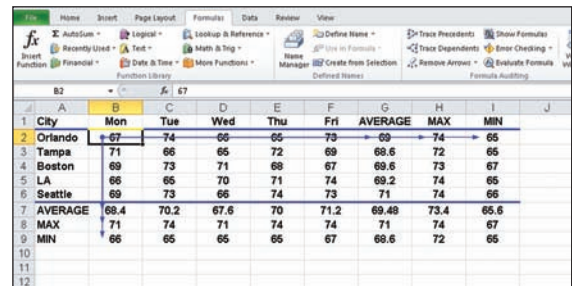 File Home Insert Page Layout Formulas Data Review View
fx Insert Function
Σ AutoSum Logical Lookup & Reference
Recently Used Text Math & Trig
Financial Date & Time More Functions
Function Library
Name Manager
Define Name
Use in Formula
Create from Selection
Defined Names
Trace Precedents Show Formulas
Trace Dependents Error Checking
Remove Arrows Evaluate Formula
Formula Auditing
B2 fx 67
A B C D E F G H I J
1 City Mon Tue Wed Thu Fri AVERAGE MAX MIN
2 Orlando 67 74 66 65 73 69 74 65
3 Tampa 71 66 65 72 69 68.6 72 65
4 Boston 69 73 71 68 67 69.6 73 67
5 LA 66 65 70 71 74 69.2 74 65
6 Seattle 69 73 66 74 73 71 74 66
7 AVERAGE 68.4 70.2 67.6 70 71.2 69.48 73.4 65.6
8 MAX 71 74 71 74 74 71 74 67
9 MIN 66 65 65 65 67 68.6 72 65
10
11
12